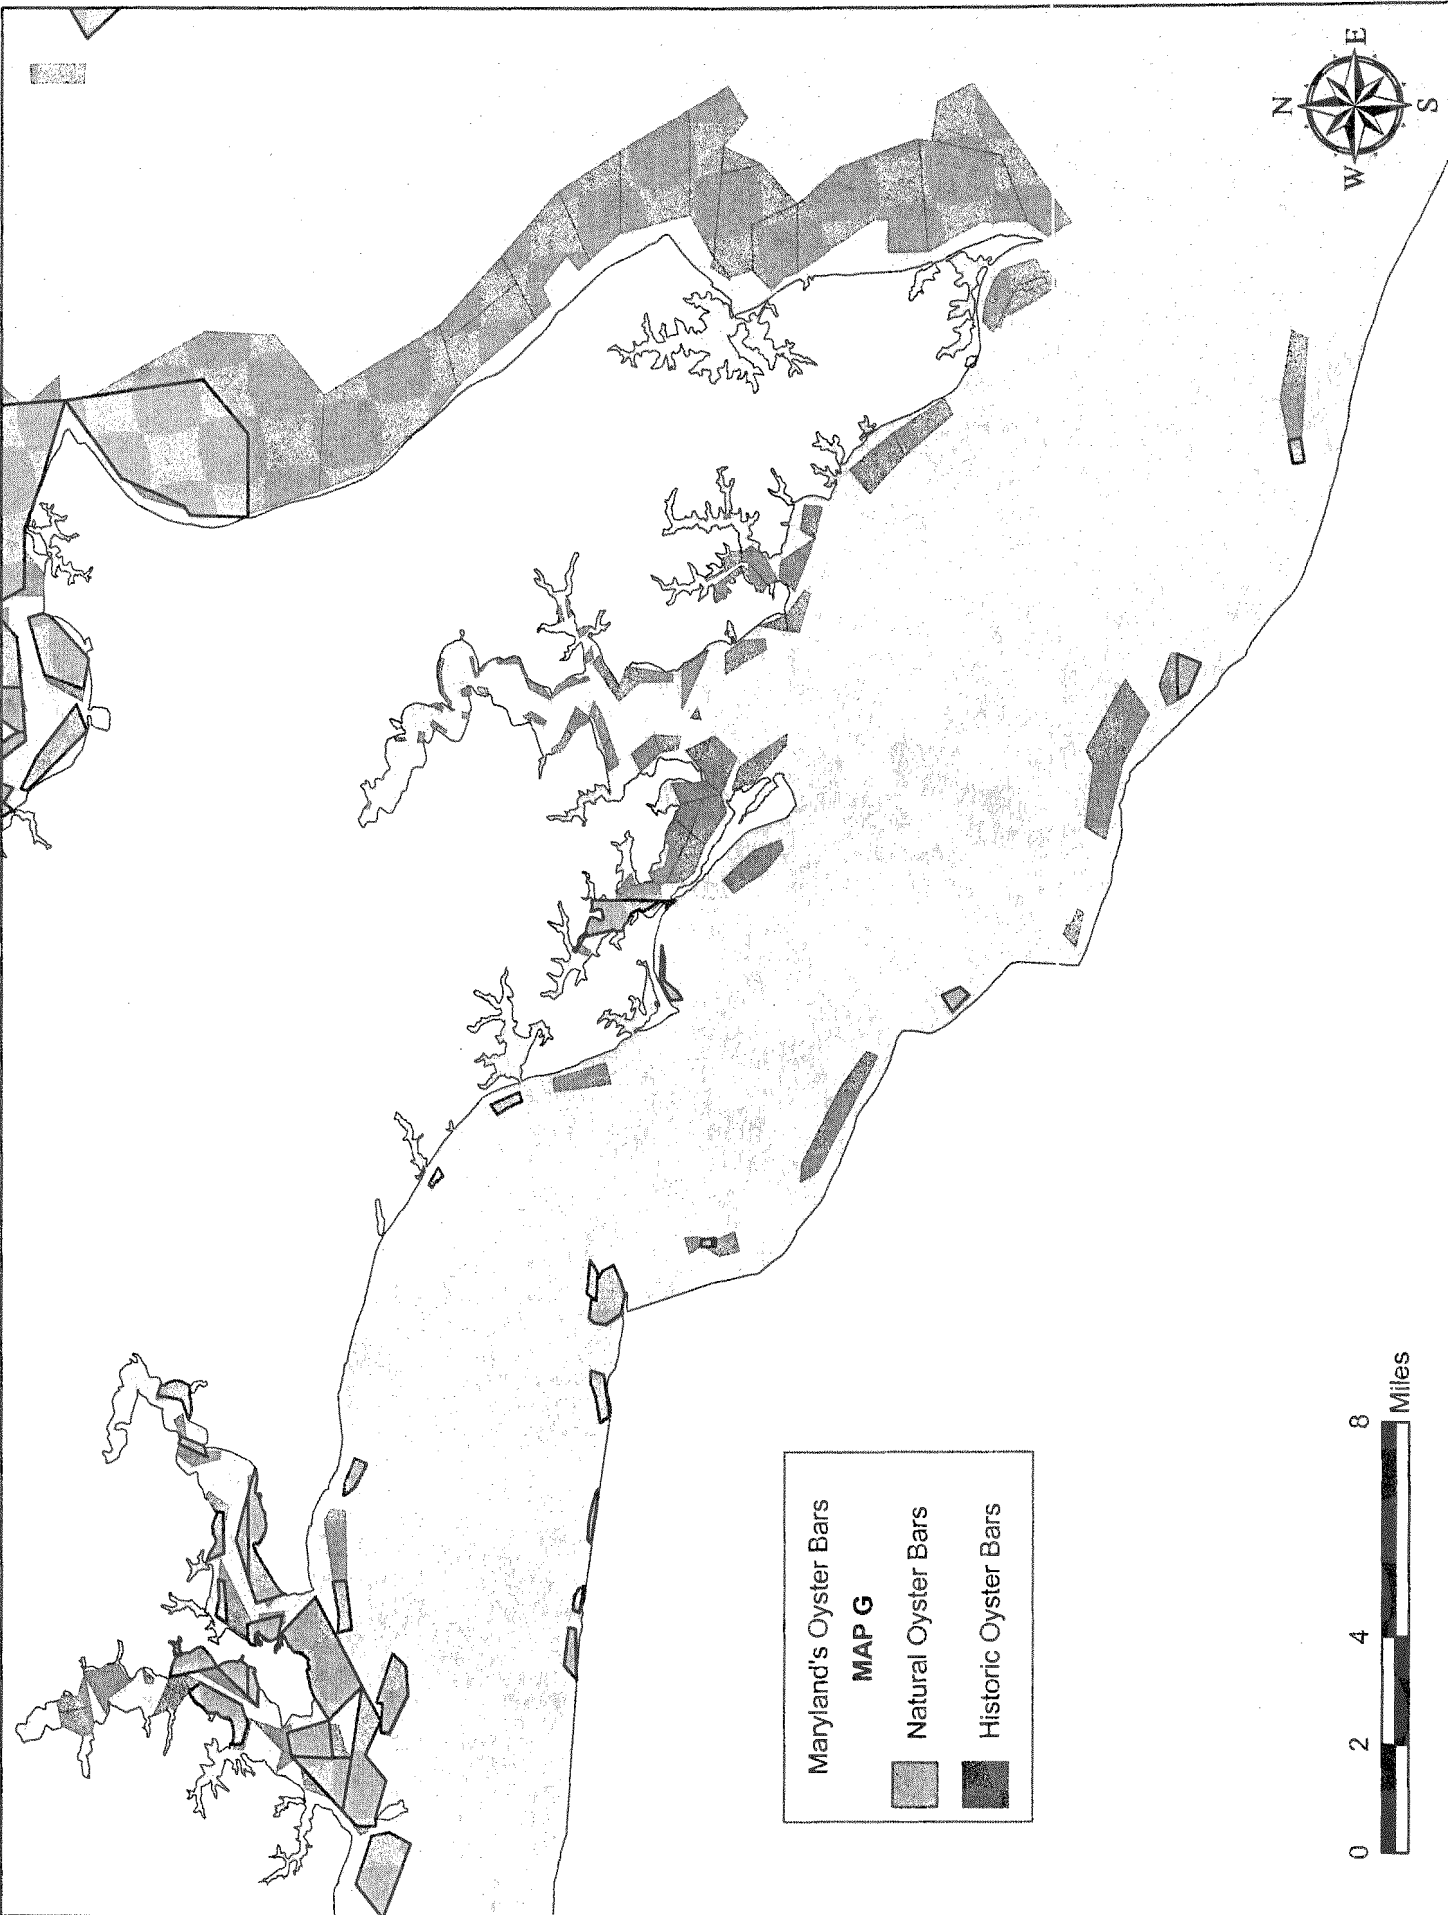 N
E
S
W
Maryland's Oyster Bars
MAP G
Natural Oyster Bars
Historic Oyster Bars
0 2 4 8
Miles